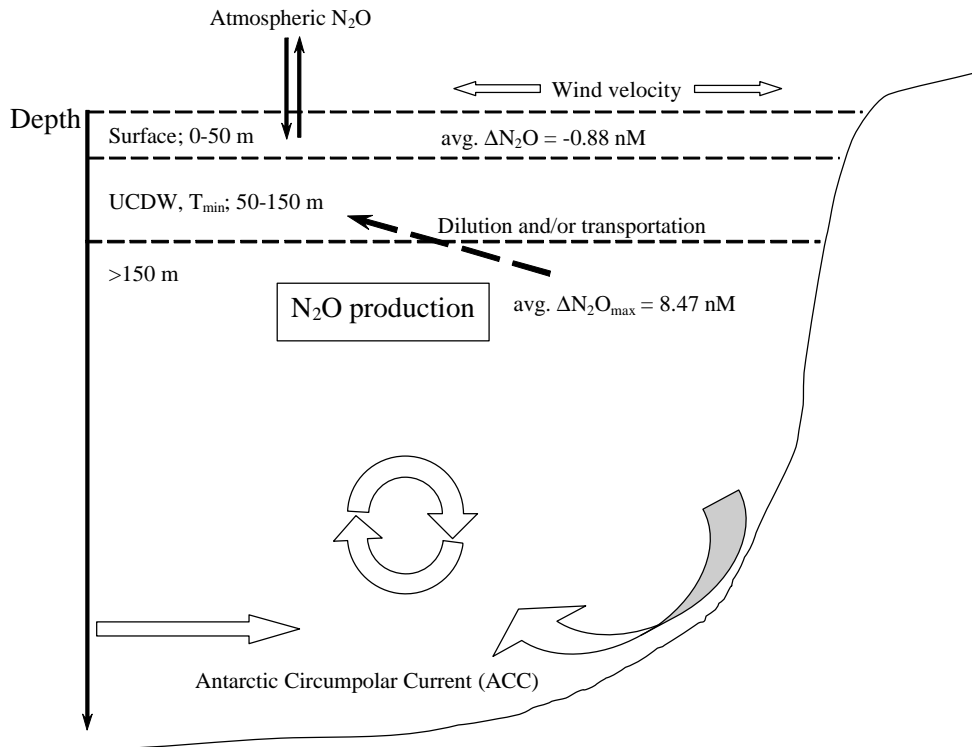 Atmospheric N₂O
Wind velocity
Depth
Surface; 0-50 m
avg. ΔN₂O = -0.88 nM
UCDW, Tₘᵢₙ; 50-150 m
Dilution and/or transportation
>150 m
N₂O production
avg. ΔN₂Oₘₐₓ = 8.47 nM
Antarctic Circumpolar Current (ACC)